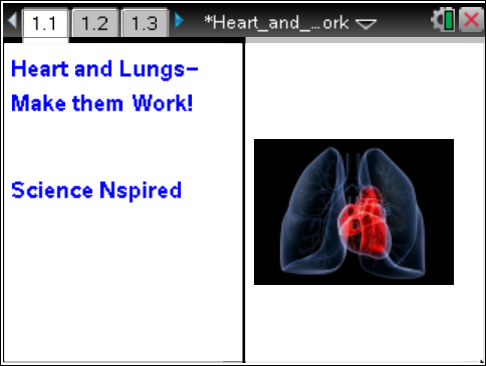 1.1 1.2 1.3 *Heart_and_...ork
Heart and Lungs–
Make them Work!
Science Nspired